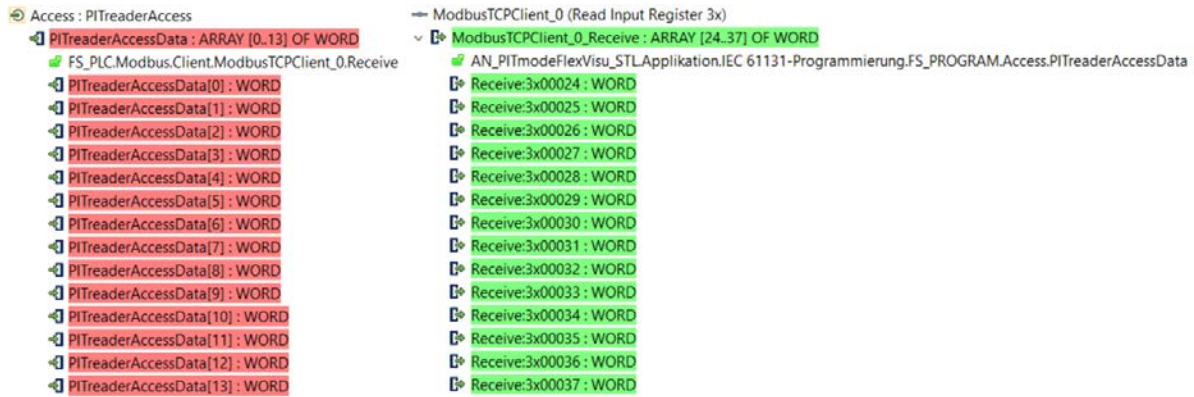 Access : PITreaderAccess
PITreaderAccessData : ARRAY [0..13] OF WORD
FS_PLC.Modbus.Client.ModbusTCPClient_0.Receive
PITreaderAccessData[0] : WORD
PITreaderAccessData[1] : WORD
PITreaderAccessData[2] : WORD
PITreaderAccessData[3] : WORD
PITreaderAccessData[4] : WORD
PITreaderAccessData[5] : WORD
PITreaderAccessData[6] : WORD
PITreaderAccessData[7] : WORD
PITreaderAccessData[8] : WORD
PITreaderAccessData[9] : WORD
PITreaderAccessData[10] : WORD
PITreaderAccessData[11] : WORD
PITreaderAccessData[12] : WORD
PITreaderAccessData[13] : WORD
ModbusTCPClient_0 (Read Input Register 3x)
ModbusTCPClient_0_Receive : ARRAY [24..37] OF WORD
AN_PITmodeFlexVisu_STL.Applikation.IEC 61131-Programmierung.FS_PROGRAM.Access.PITreaderAccessData
Receive:3x00024 : WORD
Receive:3x00025 : WORD
Receive:3x00026 : WORD
Receive:3x00027 : WORD
Receive:3x00028 : WORD
Receive:3x00029 : WORD
Receive:3x00030 : WORD
Receive:3x00031 : WORD
Receive:3x00032 : WORD
Receive:3x00033 : WORD
Receive:3x00034 : WORD
Receive:3x00035 : WORD
Receive:3x00036 : WORD
Receive:3x00037 : WORD